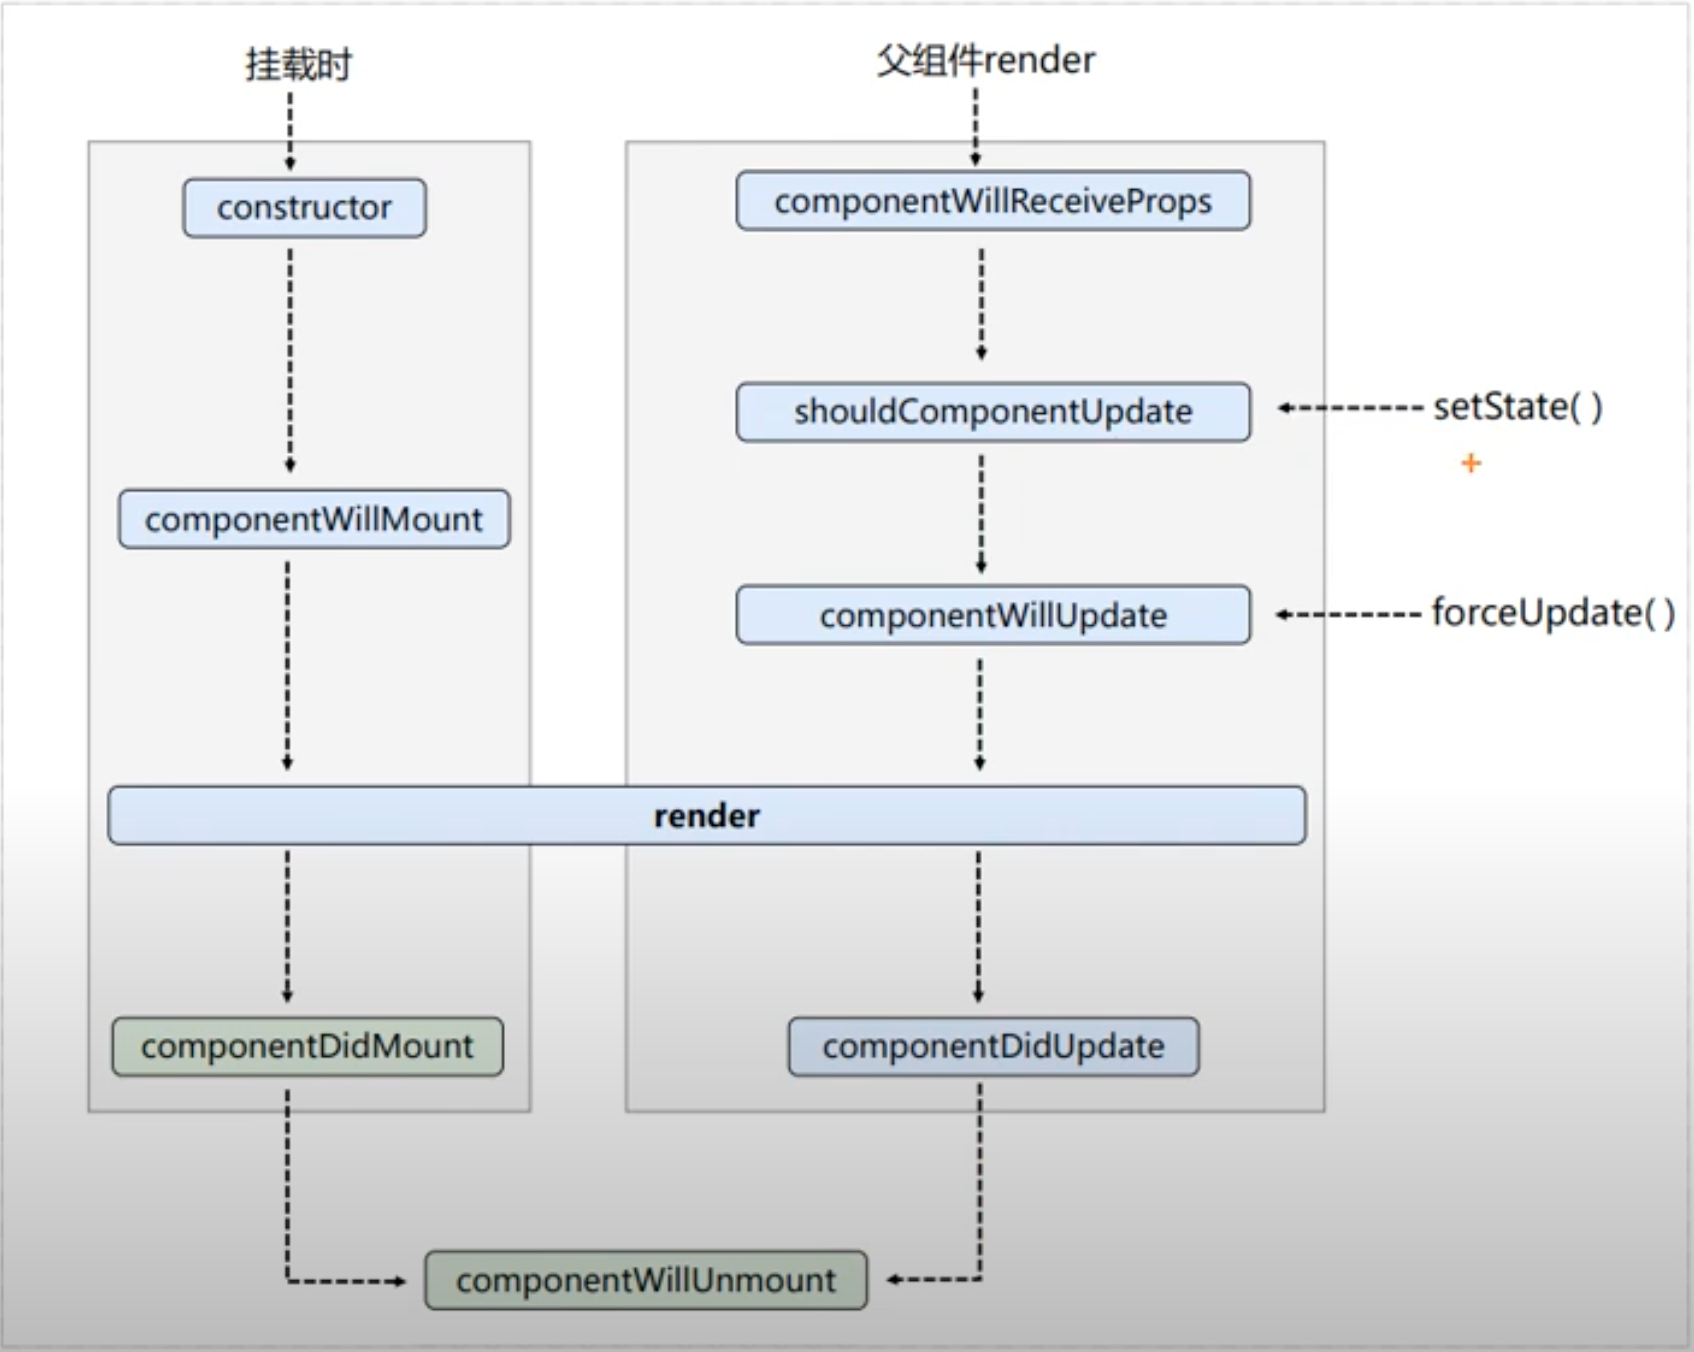 挂载时
父组件render
constructor
componentWillReceiveProps
shouldComponentUpdate
setState( )
componentWillMount
componentWillUpdate
forceUpdate( )
render
componentDidMount
componentDidUpdate
componentWillUnmount